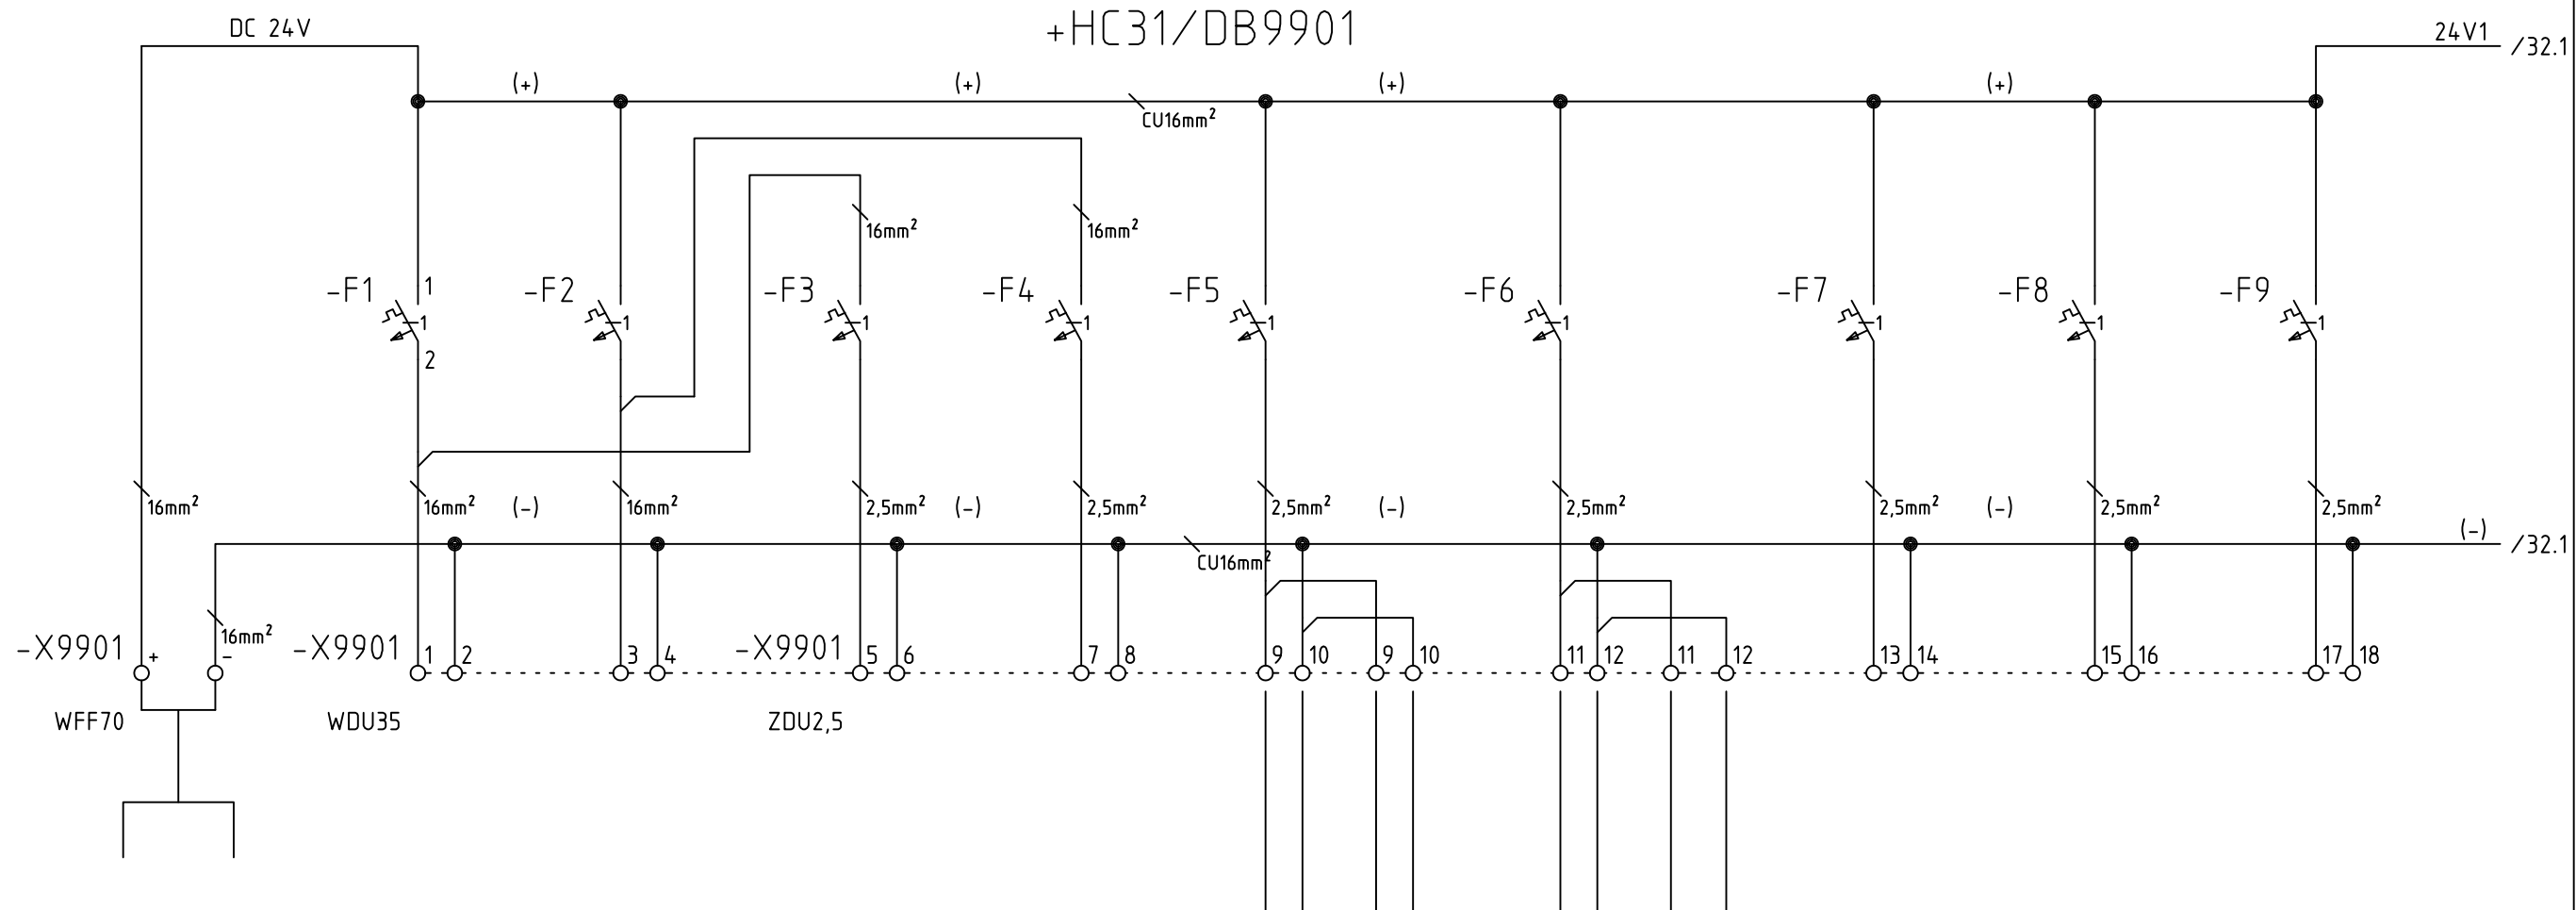 +HC31/DB9901
DC 24V
24V1 /32.1
(+) (+) (+) (+)
CU16mm²
16mm² 16mm²
-F1 1 -F2 -F3 -F4 -F5 -F6 -F7 -F8 -F9
1 1 1 1 1 1 1 1 1
2
16mm² 16mm² (-) 16mm² 2,5mm² (-) 2,5mm² 2,5mm² (-) 2,5mm² 2,5mm² (-) 2,5mm² 2,5mm²
(-) /32.1
CU16mm²
16mm²
-X9901 + - -X9901 1 2 3 4 -X9901 5 6 7 8 9 10 9 10 11 12 11 12 13 14 15 16 17 18
WFF70 WDU35 ZDU2,5